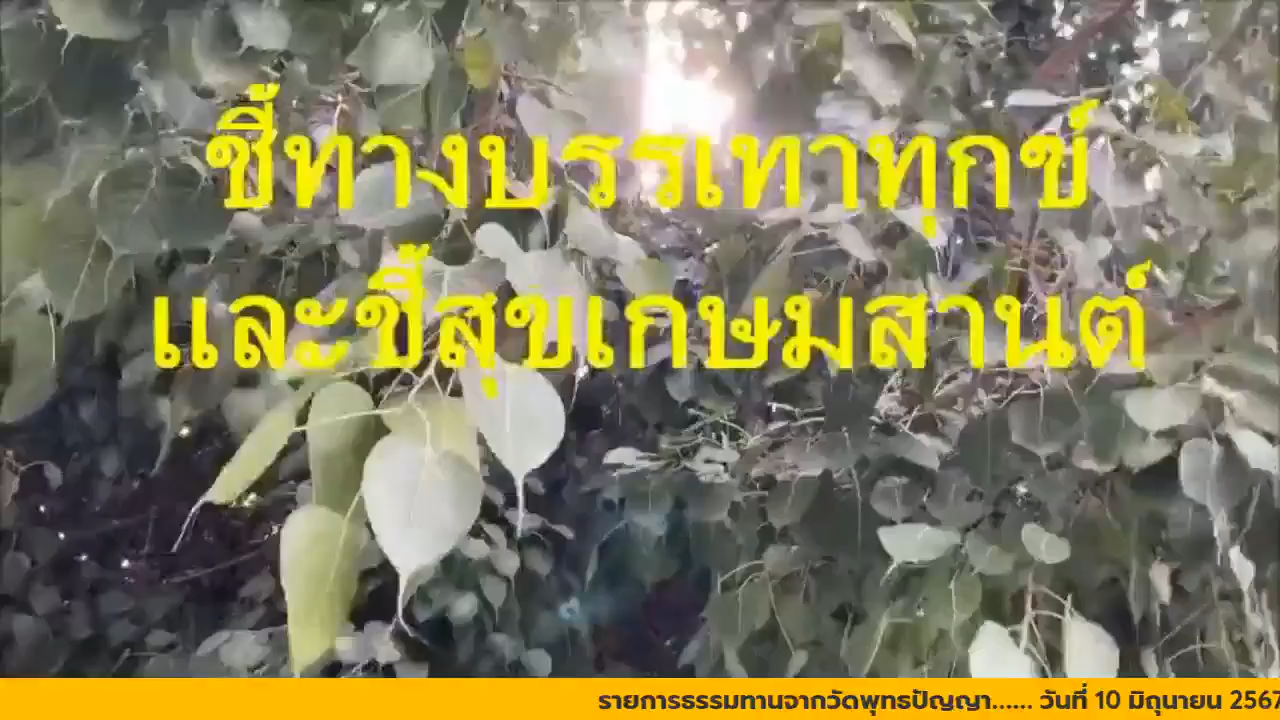 ชี้ทางบรรเทาทุกข์
และชี้สุขเกษมสานต์
รายการธรรมทานจากวัดพุทธปัญญา...... วันที่ 10 มิถุนายน 2567